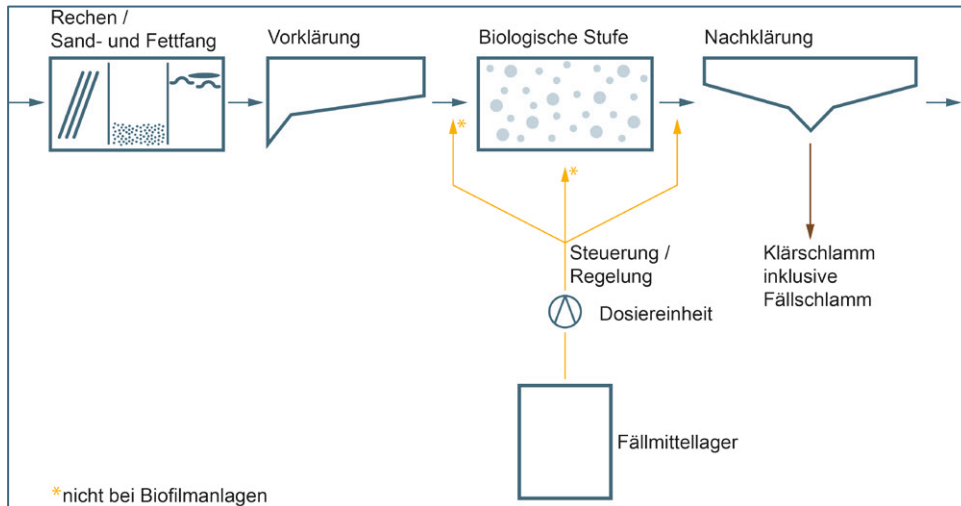 Rechen /
Sand- und Fettfang
Vorklärung
Biologische Stufe
Nachklärung
*
*
Steuerung /
Regelung
Dosiereinheit
Klärschlamm
inklusive
Fällschlamm
Fällmittellager
*nicht bei Biofilmanlagen